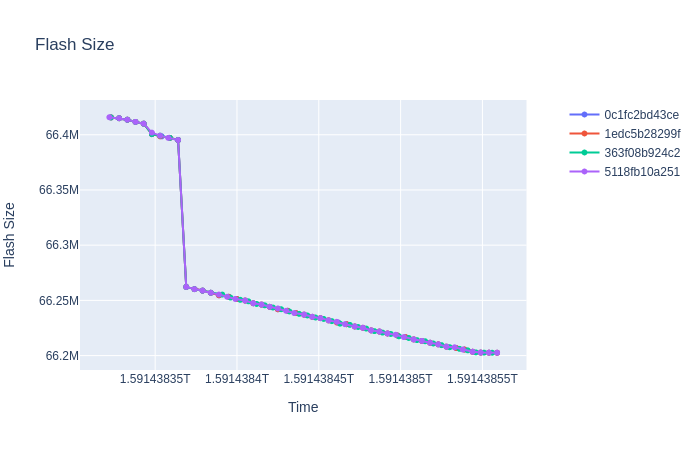 Flash Size
0c1fc2bd43ce
1edc5b28299f
363f08b924c2
5118fb10a251
66.4M
66.35M
66.3M
66.25M
66.2M
Flash Size
1.59143835T 1.5914384T 1.59143845T 1.5914385T 1.59143855T
Time